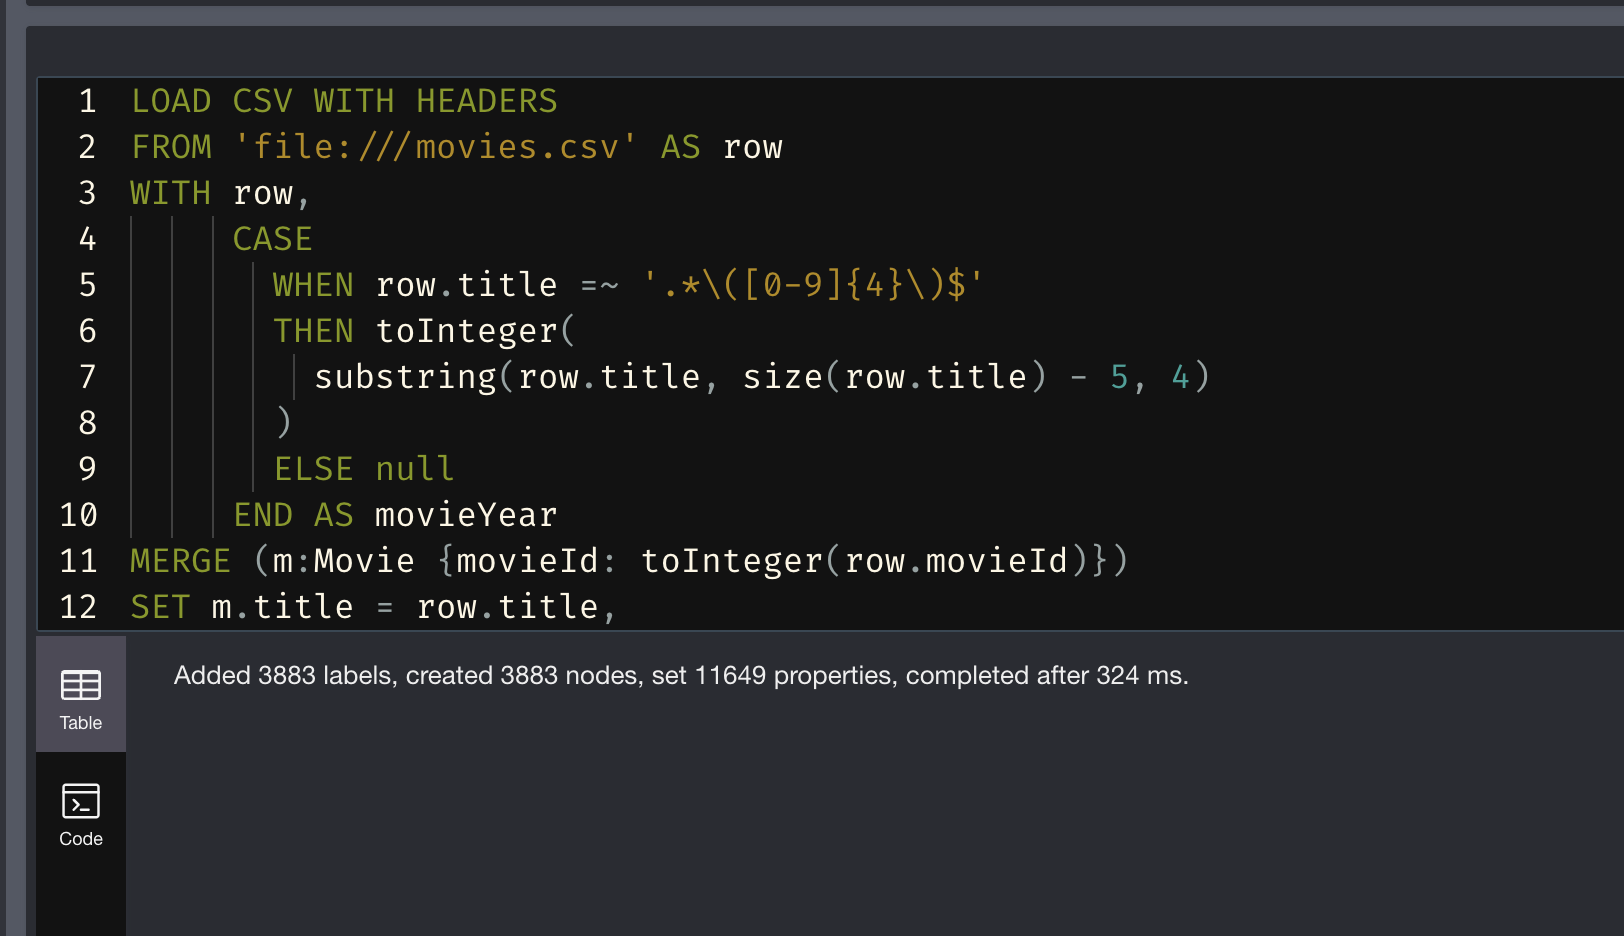 1 LOAD CSV WITH HEADERS
2 FROM 'file:///movies.csv' AS row
3 WITH row,
4 CASE
5 WHEN row.title =~ '.*\([0-9]{4}\)$'
6 THEN toInteger(
7 substring(row.title, size(row.title) - 5, 4)
8 )
9 ELSE null
10 END AS movieYear
11 MERGE (m:Movie {movieId: toInteger(row.movieId)})
12 SET m.title = row.title,
Added 3883 labels, created 3883 nodes, set 11649 properties, completed after 324 ms.
Table
Code